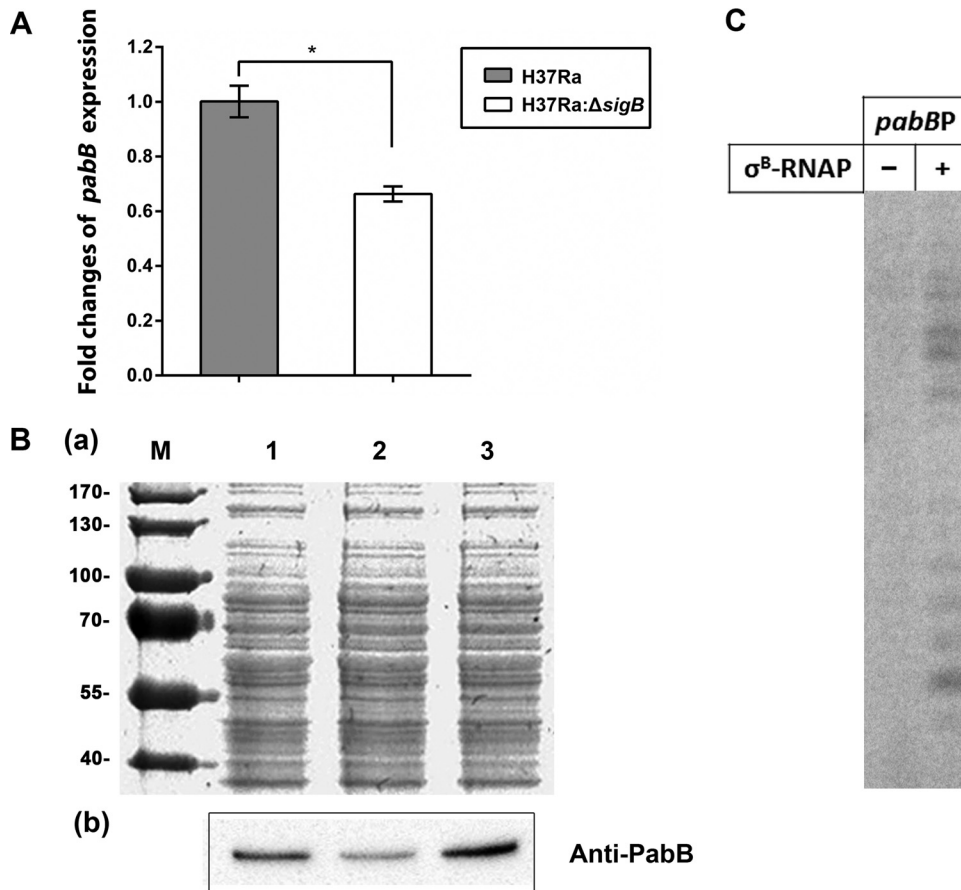 A
Fold changes of pabB expression
1.2
1.0
0.8
0.6
0.4
0.2
0.0
*
H37Ra
H37Ra:ΔsigB
B
(a)
M 1 2 3
170-
130-
100-
70-
55-
40-
(b)
Anti-PabB
C
pabBP
σᴮ-RNAP − +